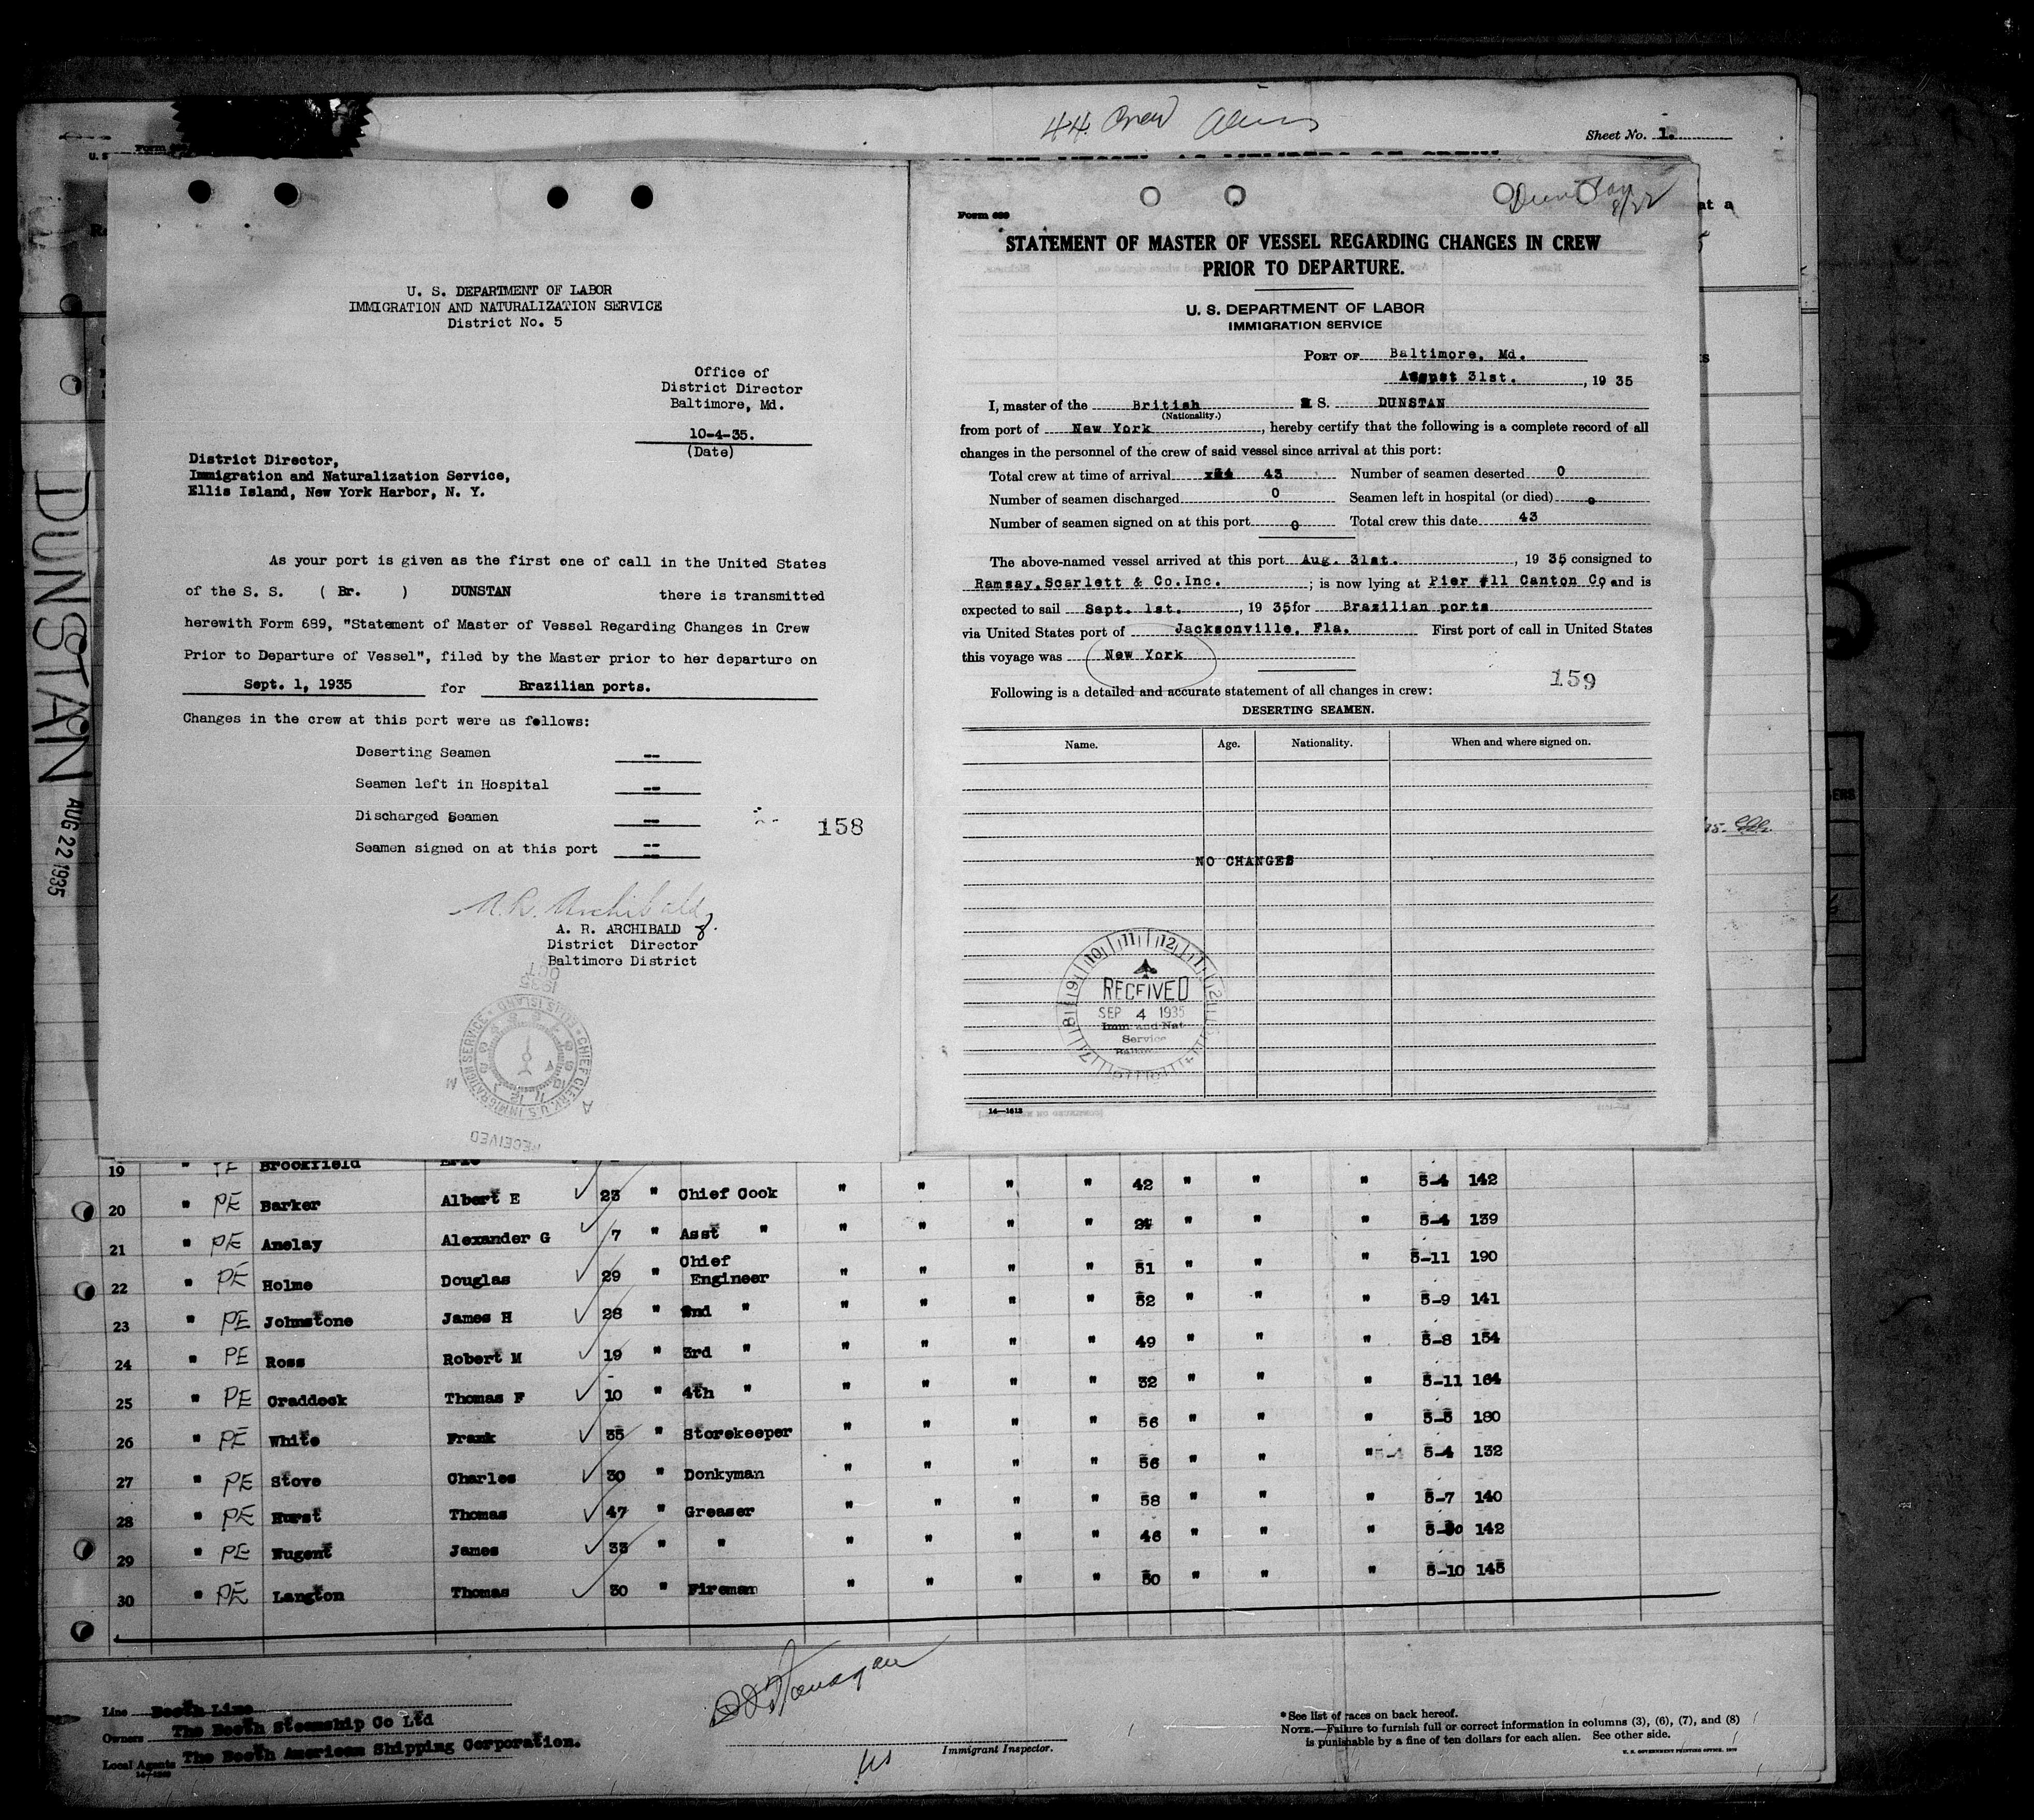 44 Crew
Sheet No. 1.
Form 689
U. S. DEPARTMENT OF LABOR
IMMIGRATION AND NATURALIZATION SERVICE
District No. 5
Office of
District Director
Baltimore, Md.
10-4-35.
(Date)
District Director,
Immigration and Naturalization Service,
Ellis Island, New York Harbor, N. Y.
As your port is given as the first one of call in the United States
of the S. S. ( Br. ) DUNSTAN there is transmitted
herewith Form 689, "Statement of Master of Vessel Regarding Changes in Crew
Prior to Departure of Vessel", filed by the Master prior to her departure on
Sept. 1, 1935 for Brazilian ports.
Changes in the crew at this port were as follows:
Deserting Seamen --
Seamen left in Hospital --
Discharged Seamen --
Seamen signed on at this port --
158
A. R. Archibald
A. R. ARCHIBALD
District Director
Baltimore District
OCT
1935
CHIEF CLERK U.S. IMMIGRATION SERVICE ELLIS ISLAND
RECEIVED
DUNSTAN
AUG 22 1935
Dunstan
8/22
STATEMENT OF MASTER OF VESSEL REGARDING CHANGES IN CREW
PRIOR TO DEPARTURE.
U. S. DEPARTMENT OF LABOR
IMMIGRATION SERVICE
PORT OF Baltimore, Md.
August 31st. , 19 35
I, master of the British S. DUNSTAN
(Nationality.)
from port of New York , hereby certify that the following is a complete record of all
changes in the personnel of the crew of said vessel since arrival at this port:
Total crew at time of arrival 43 Number of seamen deserted 0
Number of seamen discharged 0 Seamen left in hospital (or died) 0
Number of seamen signed on at this port 0 Total crew this date 43
The above-named vessel arrived at this port Aug. 31st. , 19 35 consigned to
Ramsay, Scarlett & Co. Inc. ; is now lying at Pier #11 Canton Co, and is
expected to sail Sept. 1st. , 19 35 for Brazilian ports
via United States port of Jacksonville, Fla. First port of call in United States
this voyage was New York
159
Following is a detailed and accurate statement of all changes in crew:
DESERTING SEAMEN.
Name. Age. Nationality. When and where signed on.
NO CHANGES
RECEIVED
SEP 4 1935
Imm. and Nat.
Service
14—1613
19 " PE Brookfield Eric
20 " PE Barker Albert E 23 " Chief Cook " " " " 42 " " " 5-4 142
21 " PE Anelay Alexander G 7 " Asst " " " " " 24 " " " 5-4 139
22 " PE Holme Douglas 29 " Chief Engineer " " " " 51 " " " 5-11 190
23 " PE Johnstone James H 28 " 2nd " " " " " 52 " " " 5-9 141
24 " PE Ross Robert M 19 " 3rd " " " " " 49 " " " 5-8 154
25 " PE Craddock Thomas F 10 " 4th " " " " " 32 " " " 5-11 164
26 " PE White Frank 35 " Storekeeper " " " " 56 " " " 5-5 180
27 " PE Stove Charles 30 " Donkyman " " " " 56 " " " 5-4 132
28 " PE Hurst Thomas 47 " Greaser " " " " 58 " " " 5-7 140
29 " PE Nugent James 33 " " " " " " 46 " " " 142
30 " PE Langton Thomas 30 " Fireman " " " " 50 " " " 5-10 145
Line Booth Line
Owners The Booth Steamship Co Ltd
Local Agents The Booth American Shipping Corporation.
Immigrant Inspector.
*See list of races on back hereof.
NOTE.—Failure to furnish full or correct information in columns (3), (6), (7), and (8)
is punishable by a fine of ten dollars for each alien. See other side.